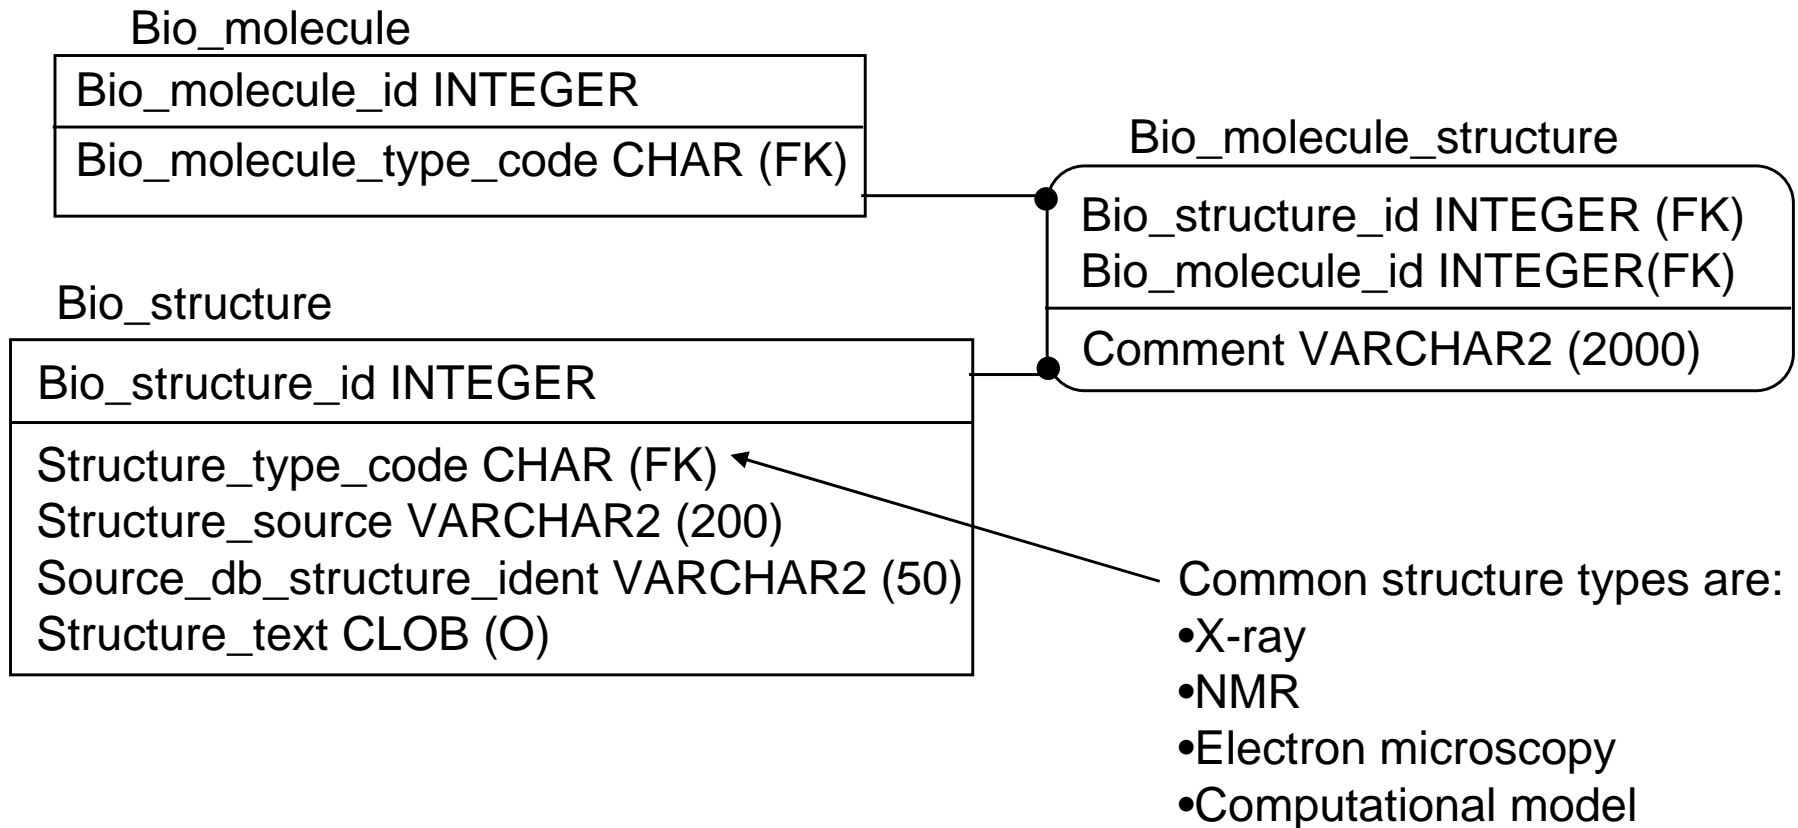 Bio_molecule
Bio_molecule_id INTEGER
Bio_molecule_type_code CHAR (FK)
Bio_molecule_structure
Bio_structure_id INTEGER (FK)
Bio_molecule_id INTEGER(FK)
Comment VARCHAR2 (2000)
Bio_structure
Bio_structure_id INTEGER
Structure_type_code CHAR (FK)
Structure_source VARCHAR2 (200)
Source_db_structure_ident VARCHAR2 (50)
Structure_text CLOB (O)
Common structure types are:
•X-ray
•NMR
•Electron microscopy
•Computational model